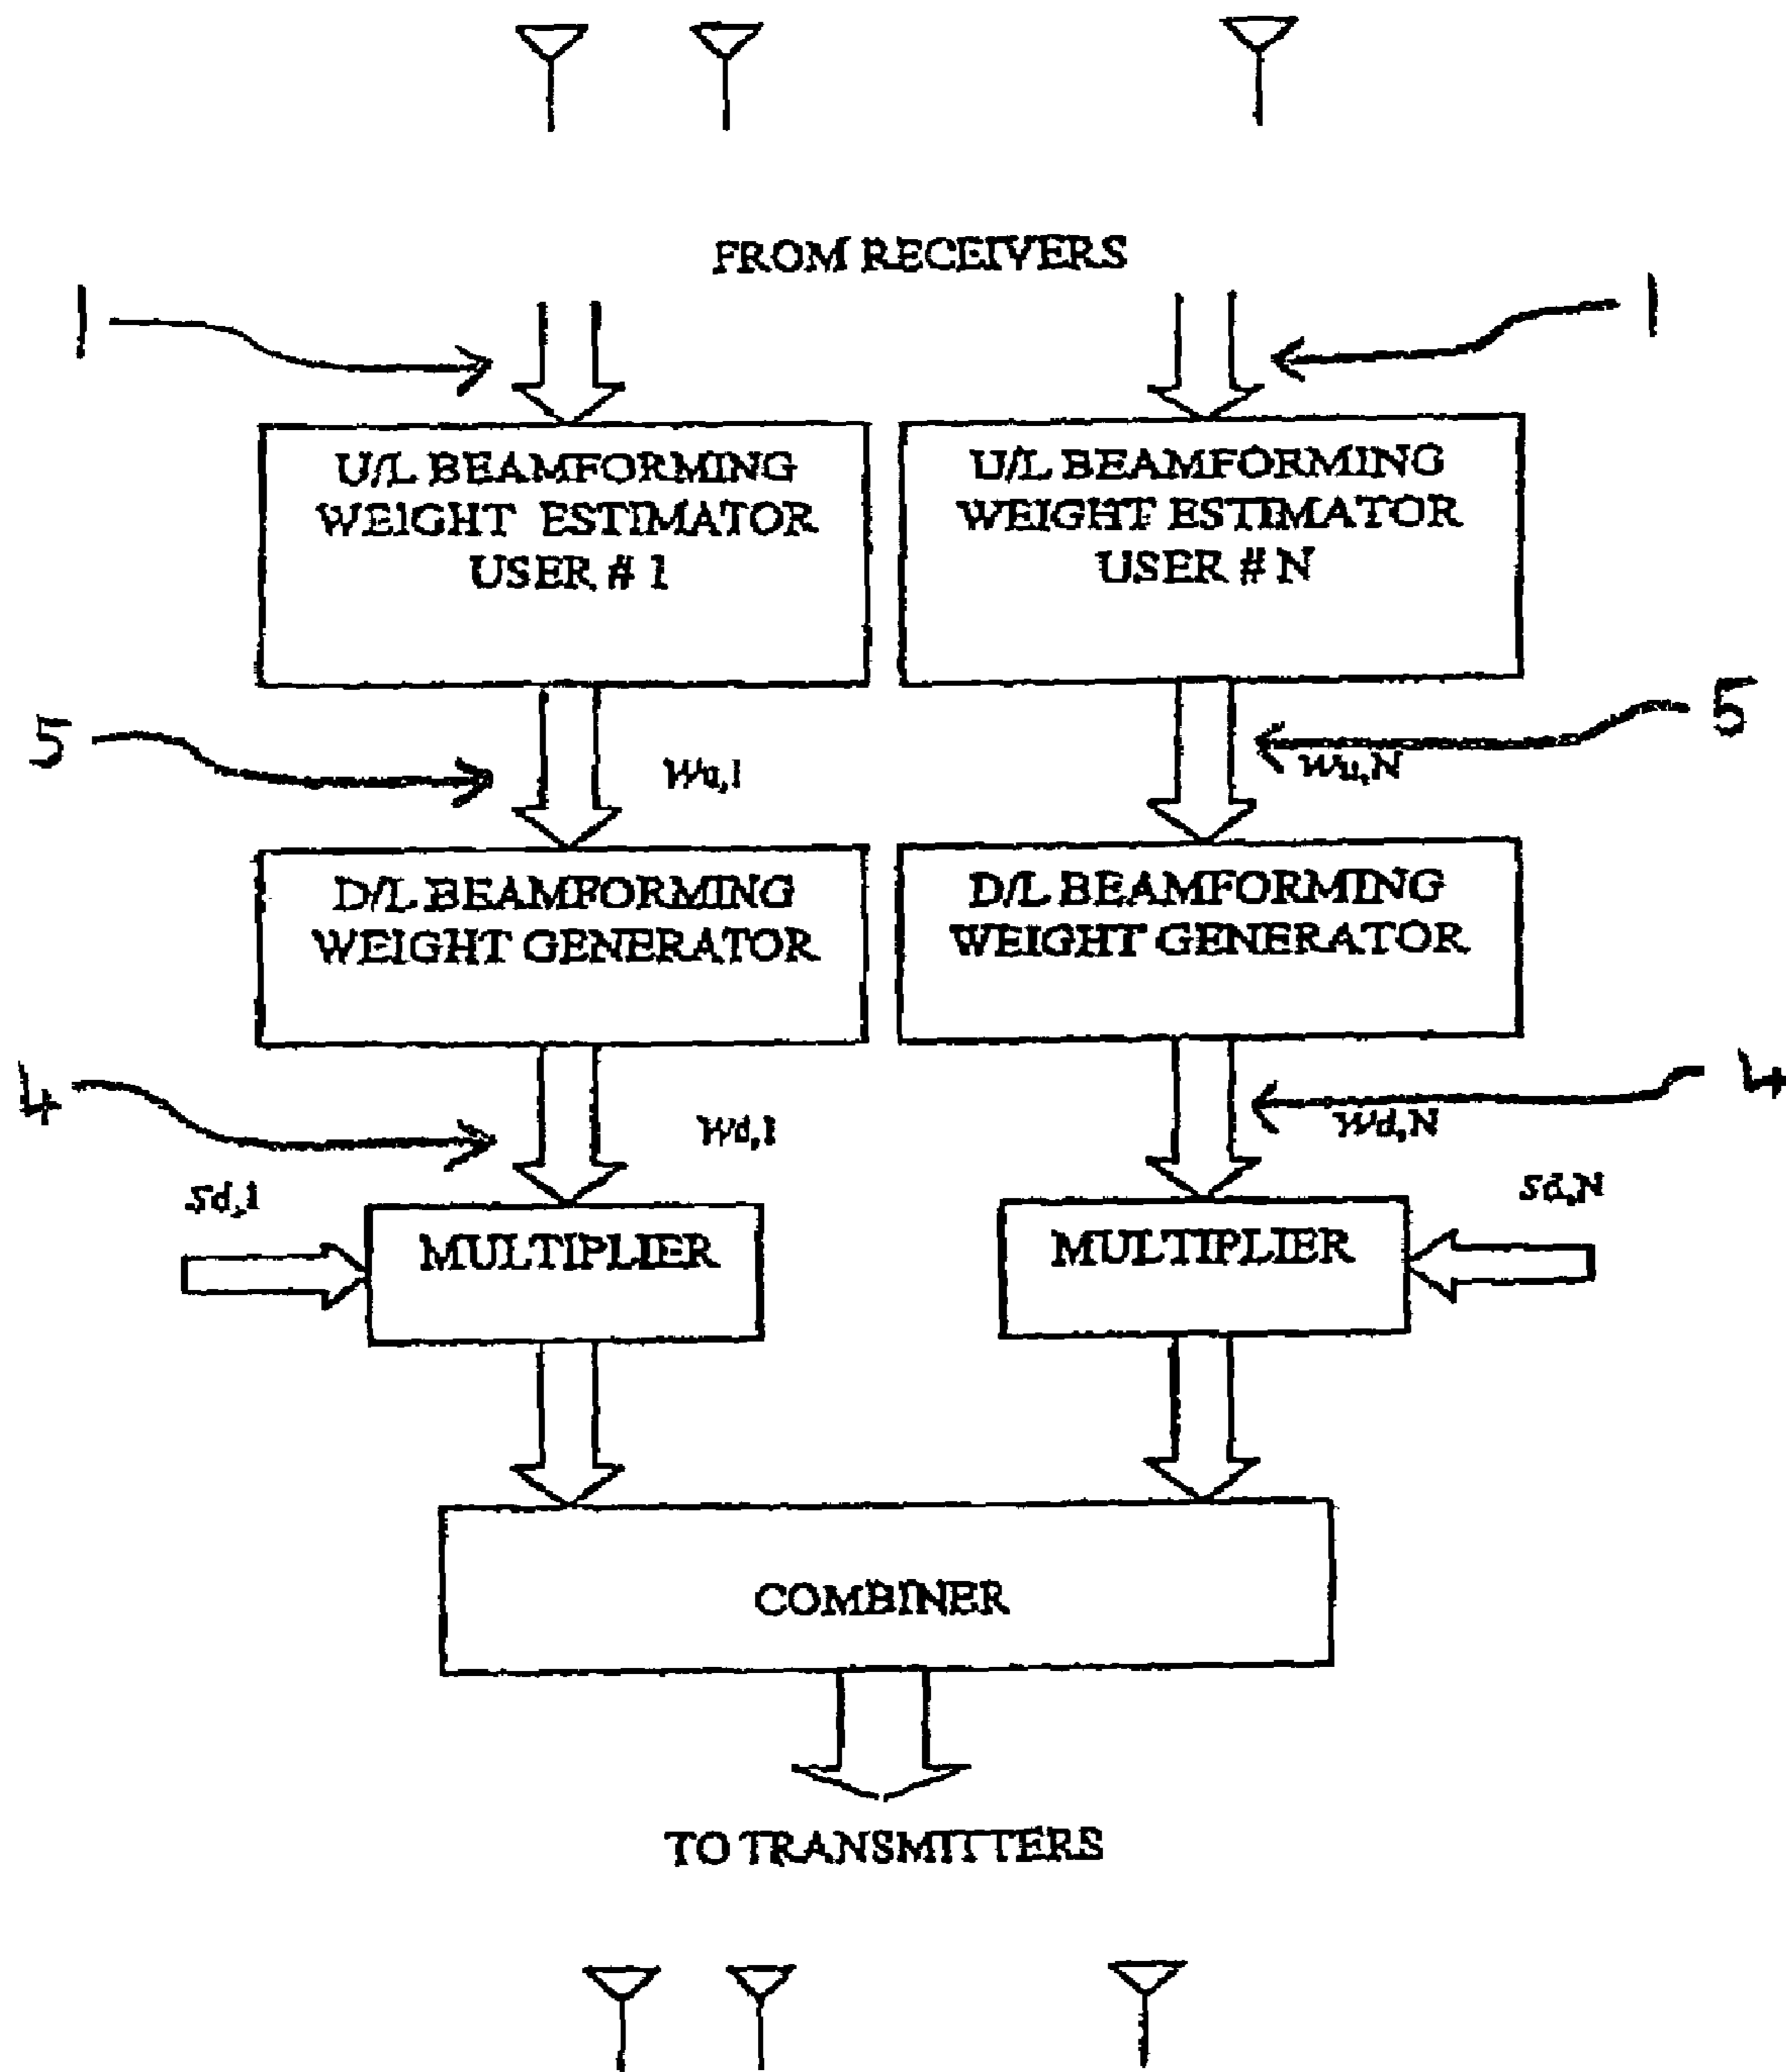 FROM RECEIVERS
1
1
U/L BEAMFORMING
WEIGHT ESTIMATOR
USER # 1
U/L BEAMFORMING
WEIGHT ESTIMATOR
USER # N
5
5
Wu,1
Wu,N
D/L BEAMFORMING
WEIGHT GENERATOR
D/L BEAMFORMING
WEIGHT GENERATOR
4
4
Wd,1
Wd,N
Sd,1
Sd,N
MULTIPLIER
MULTIPLIER
COMBINER
TO TRANSMITTERS